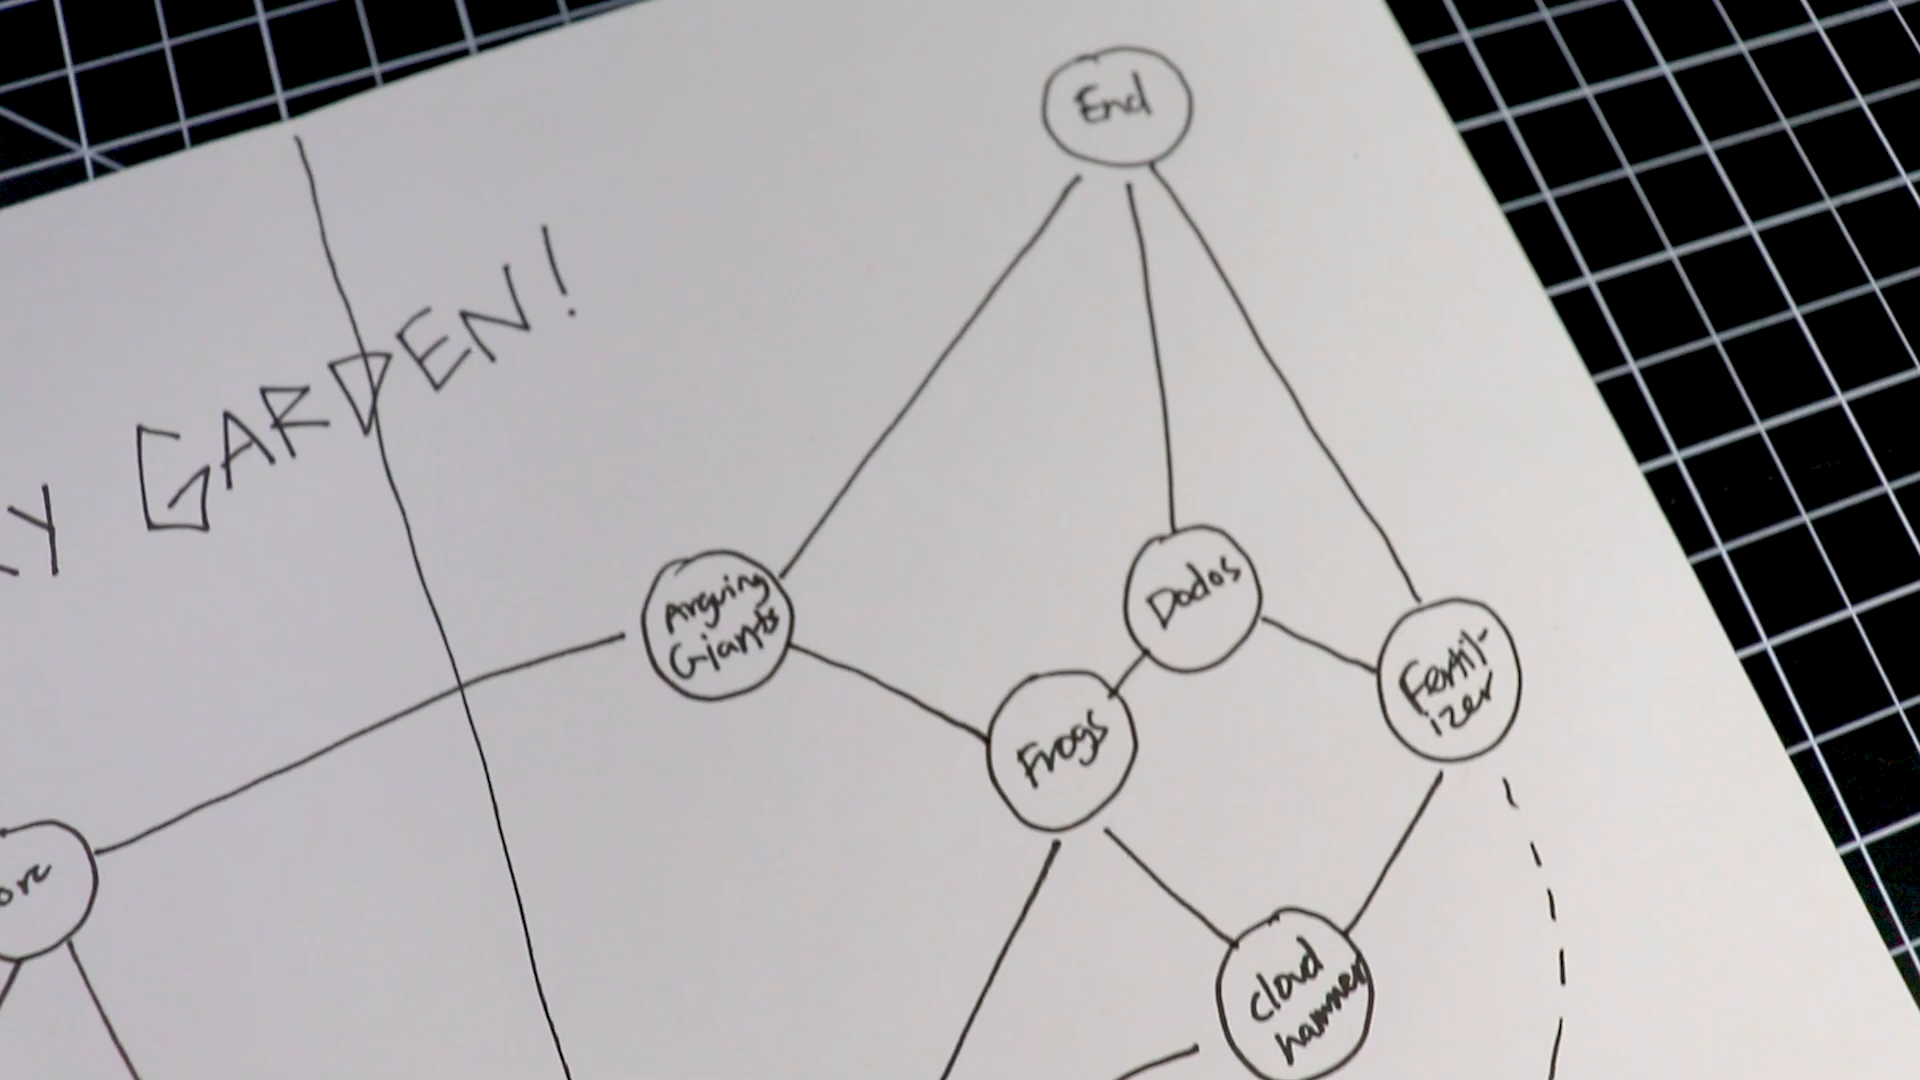 End
GARDEN!
Arguing
Giants
Dodos
Fertil-
izer
Frogs
Cloud
hammer